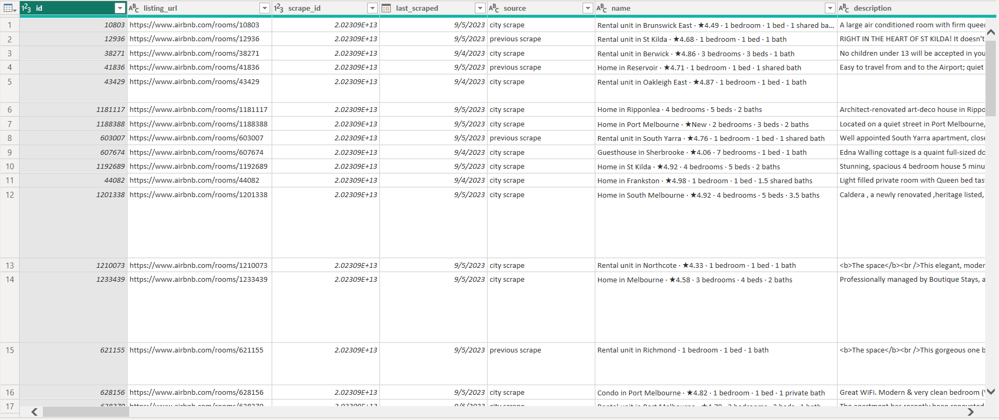 1²3 id ABC listing_url 1²3 scrape_id last_scraped ABC source ABC name ABC description
1 10803 https://www.airbnb.com/rooms/10803 2.02309E+13 9/5/2023 city scrape Rental unit in Brunswick East · ★4.49 · 1 bedroom · 1 bed · 1 shared ba... A large air conditioned room with firm queen
2 12936 https://www.airbnb.com/rooms/12936 2.02309E+13 9/5/2023 previous scrape Rental unit in St Kilda · ★4.68 · 1 bedroom · 1 bed · 1 bath RIGHT IN THE HEART OF ST KILDA! It doesn't
3 38271 https://www.airbnb.com/rooms/38271 2.02309E+13 9/4/2023 city scrape Rental unit in Berwick · ★4.86 · 3 bedrooms · 3 beds · 1 bath No children under 13 will be accepted in you
4 41836 https://www.airbnb.com/rooms/41836 2.02309E+13 9/5/2023 previous scrape Home in Reservoir · ★4.71 · 1 bedroom · 1 bed · 1 shared bath Easy to travel from and to the Airport; quiet
5 43429 https://www.airbnb.com/rooms/43429 2.02309E+13 9/4/2023 city scrape Rental unit in Oakleigh East · ★4.87 · 1 bedroom · 1 bed · 1 bath
6 1181117 https://www.airbnb.com/rooms/1181117 2.02309E+13 9/5/2023 city scrape Home in Ripponlea · 4 bedrooms · 5 beds · 2 baths Architect-renovated art-deco house in Rippo
7 1188388 https://www.airbnb.com/rooms/1188388 2.02309E+13 9/5/2023 city scrape Home in Port Melbourne · ★New · 2 bedrooms · 3 beds · 2 baths Located on a quiet street in Port Melbourne,
8 603007 https://www.airbnb.com/rooms/603007 2.02309E+13 9/5/2023 previous scrape Rental unit in South Yarra · ★4.76 · 1 bedroom · 1 bed · 1 shared bath Well appointed South Yarra apartment, close
9 607674 https://www.airbnb.com/rooms/607674 2.02309E+13 9/4/2023 city scrape Guesthouse in Sherbrooke · ★4.06 · 7 bedrooms · 1 bed · 1 bath Edna Walling cottage is a quaint full-sized do
10 1192689 https://www.airbnb.com/rooms/1192689 2.02309E+13 9/5/2023 city scrape Home in St Kilda · ★4.92 · 4 bedrooms · 5 beds · 2 baths Stunning, spacious 4 bedroom house 5 minu
11 44082 https://www.airbnb.com/rooms/44082 2.02309E+13 9/4/2023 city scrape Home in Frankston · ★4.98 · 1 bedroom · 1 bed · 1.5 shared baths Light filled private room with Queen bed tas
12 1201338 https://www.airbnb.com/rooms/1201338 2.02309E+13 9/5/2023 city scrape Home in South Melbourne · ★4.92 · 4 bedrooms · 5 beds · 3.5 baths Caldera , a newly renovated ,heritage listed,
13 1210073 https://www.airbnb.com/rooms/1210073 2.02309E+13 9/5/2023 city scrape Rental unit in Northcote · ★4.33 · 1 bedroom · 1 bed · 1 bath <b>The space</b><br />This elegant, moder
14 1233439 https://www.airbnb.com/rooms/1233439 2.02309E+13 9/5/2023 city scrape Home in Melbourne · ★4.58 · 3 bedrooms · 4 beds · 2 baths Professionally managed by Boutique Stays, a
15 621155 https://www.airbnb.com/rooms/621155 2.02309E+13 9/5/2023 previous scrape Rental unit in Richmond · 1 bedroom · 1 bed · 1 bath <b>The space</b><br />This gorgeous one b
16 628156 https://www.airbnb.com/rooms/628156 2.02309E+13 9/5/2023 city scrape Condo in Port Melbourne · ★4.82 · 1 bedroom · 1 bed · 1 private bath Great WiFi. Modern & very clean bedroom (
17